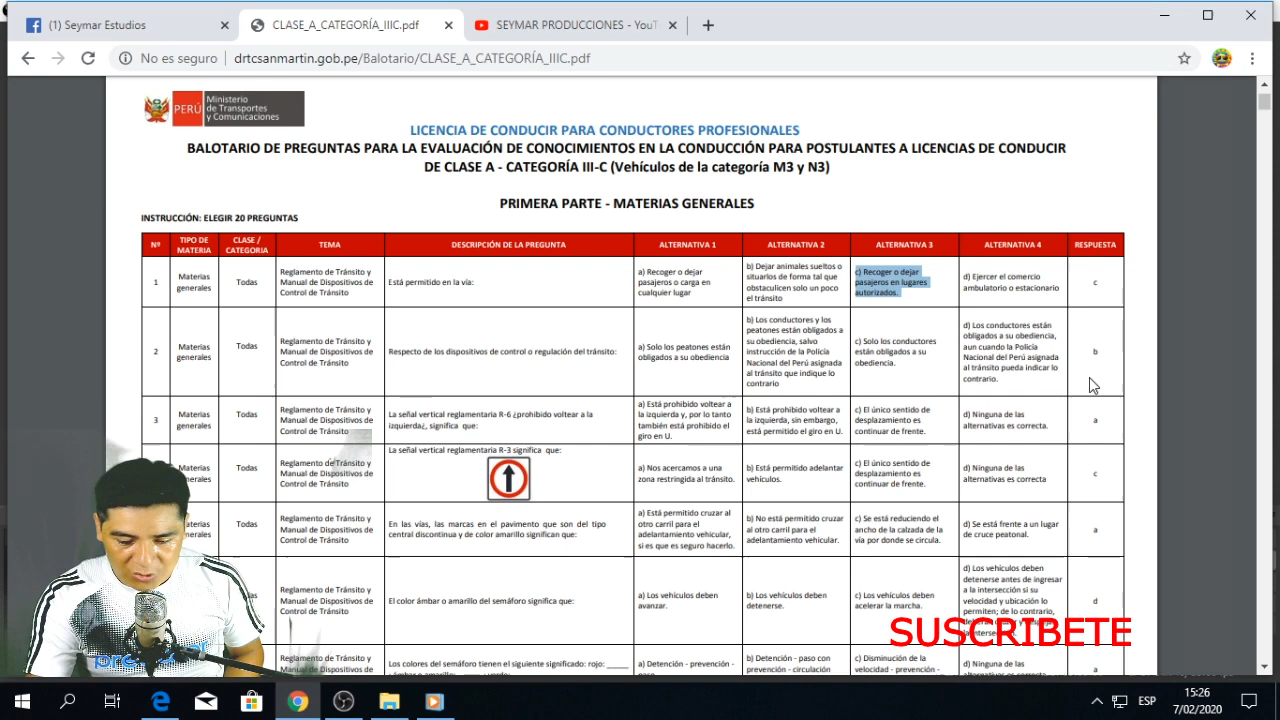 (1) Seymar Estudios
CLASE_A_CATEGORÍA_IIIC.pdf
SEYMAR PRODUCCIONES - YouT
No es seguro | drtcsanmartin.gob.pe/Balotario/CLASE_A_CATEGORÍA_IIIC.pdf
PERÚ
Ministerio
de Transportes
y Comunicaciones
LICENCIA DE CONDUCIR PARA CONDUCTORES PROFESIONALES
BALOTARIO DE PREGUNTAS PARA LA EVALUACIÓN DE CONOCIMIENTOS EN LA CONDUCCIÓN PARA POSTULANTES A LICENCIAS DE CONDUCIR
DE CLASE A - CATEGORÍA III-C (Vehículos de la categoría M3 y N3)
PRIMERA PARTE - MATERIAS GENERALES
INSTRUCCIÓN: ELEGIR 20 PREGUNTAS
Nº
TIPO DE
MATERIA
CLASE /
CATEGORIA
TEMA
DESCRIPCIÓN DE LA PREGUNTA
ALTERNATIVA 1
ALTERNATIVA 2
ALTERNATIVA 3
ALTERNATIVA 4
RESPUESTA
1
Materias
generales
Todas
Reglamento de Tránsito y
Manual de Dispositivos de
Control de Tránsito
Está permitido en la vía:
a) Recoger o dejar
pasajeros o carga en
cualquier lugar
b) Dejar animales sueltos o
situarlos de forma tal que
obstaculicen solo un poco
el tránsito
c) Recoger o dejar
pasajeros en lugares
autorizados.
d) Ejercer el comercio
ambulatorio o estacionario
c
2
Materias
generales
Todas
Reglamento de Tránsito y
Manual de Dispositivos de
Control de Tránsito
Respecto de los dispositivos de control o regulación del tránsito:
a) Solo los peatones están
obligados a su obediencia
b) Los conductores y los
peatones están obligados a
su obediencia, salvo
instrucción de la Policía
Nacional del Perú asignada
al tránsito que indique lo
contrario
c) Solo los conductores
están obligados a su
obediencia.
d) Los conductores están
obligados a su obediencia,
aun cuando la Policía
Nacional del Perú asignada
al tránsito pueda indicar lo
contrario.
b
3
Materias
generales
Todas
Reglamento de Tránsito y
Manual de Dispositivos de
Control de Tránsito
La señal vertical reglamentaria R-6 ¿prohibido voltear a la
izquierda¿, significa que:
a) Está prohibido voltear a
la izquierda y, por lo tanto
también está prohibido el
giro en U.
b) Está prohibido voltear a
la izquierda, sin embargo,
está permitido el giro en U.
c) El único sentido de
desplazamiento es
continuar de frente.
d) Ninguna de las
alternativas es correcta.
a
Materias
generales
Todas
Reglamento de Tránsito y
Manual de Dispositivos de
Control de Tránsito
La señal vertical reglamentaria R-3 significa que:
a) Nos acercamos a una
zona restringida al tránsito.
b) Está permitido adelantar
vehículos.
c) El único sentido de
desplazamiento es
continuar de frente.
d) Ninguna de las
alternativas es correcta
c
Todas
Reglamento de Tránsito y
Manual de Dispositivos de
Control de Tránsito
En las vías, las marcas en el pavimento que son del tipo
central discontinua y de color amarillo significan que:
a) Está permitido cruzar al
otro carril para el
adelantamiento vehicular,
si es que es seguro hacerlo.
b) No está permitido cruzar
al otro carril para el
adelantamiento vehicular.
c) Se está reduciendo el
ancho de la calzada de la
vía por donde se circula.
d) Se está frente a un lugar
de cruce peatonal.
a
Reglamento de Tránsito y
Manual de Dispositivos de
Control de Tránsito
El color ámbar o amarillo del semáforo significa que:
a) Los vehículos deben
avanzar.
b) Los vehículos deben
detenerse.
c) Los vehículos deben
acelerar la marcha.
d) Los vehículos deben
detenerse antes de ingresar
a la intersección si su
velocidad y ubicación lo
permiten; de lo contrario,
d
SUSCRIBETE
Reglamento de Tránsito y
Manual de Dispositivos de
Los colores del semáforo tienen el siguiente significado: rojo: _____
a) Detención - prevención -
b) Detención - paso con
prevención - circulación
c) Disminución de la
velocidad - prevención -
d) Ninguna de las
a
ESP
15:26
7/02/2020